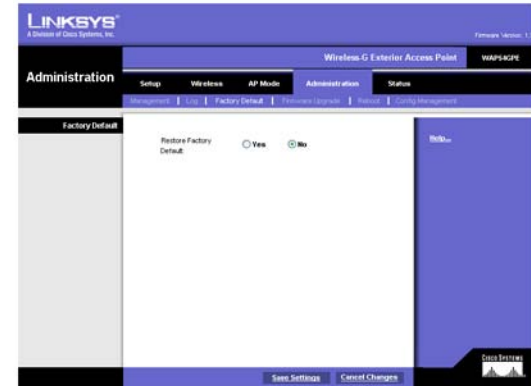 LINKSYS®
A Division of Cisco Systems, Inc.
Firmware Version: 1.
Wireless-G Exterior Access Point
WAP54GPE
Administration
Setup Wireless AP Mode Administration Status
Management | Log | Factory Default | Firmware Upgrade | Reboot | Config Management
Factory Default
Restore Factory Default: Yes No
Help...
Save Settings Cancel Changes
CISCO SYSTEMS